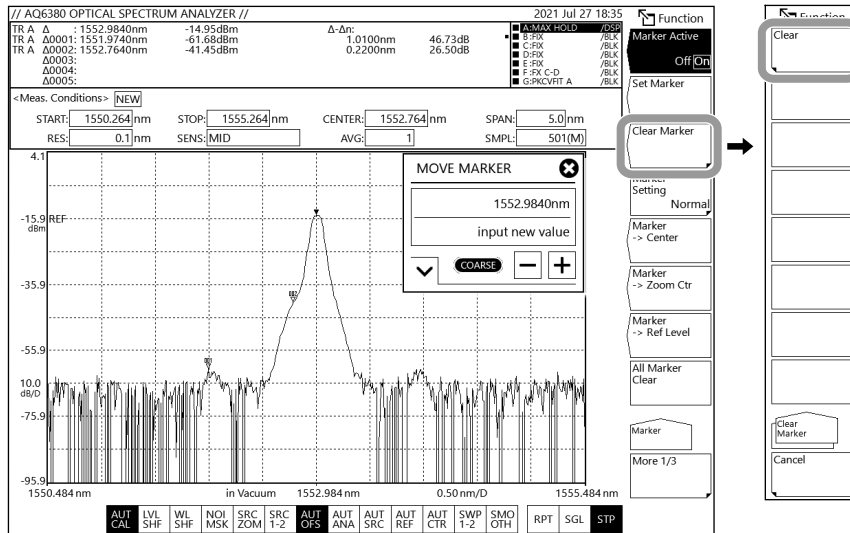 // AQ6380 OPTICAL SPECTRUM ANALYZER // 2021 Jul 27 18:35
TR A Δ : 1552.9840nm -14.95dBm Δ-Δn:
TR A Δ0001: 1551.9740nm -61.68dBm 1.0100nm 46.73dB
TR A Δ0002: 1552.7640nm -41.45dBm 0.2200nm 26.50dB
Δ0003:
Δ0004:
Δ0005:
A:MAX HOLD /DSP
B:FIX /BLK
C:FIX /BLK
D:FIX /BLK
E:FIX /BLK
F:FX C-D /BLK
G:PKCVFIT A /BLK
<Meas. Conditions> NEW
START: 1550.264 nm STOP: 1555.264 nm CENTER: 1552.764 nm SPAN: 5.0 nm
RES: 0.1 nm SENS: MID AVG: 1 SMPL: 501(M)
4.1
-15.9 REF
dBm
-35.9
-55.9
10.0
dB/D
-75.9
-95.9
002
001
MOVE MARKER
1552.9840nm
input new value
COARSE
1550.484 nm in Vacuum 1552.984 nm 0.50 nm/D 1555.484 nm
AUT CAL
LVL SHF
WL SHF
NOI MSK
SRC ZOM
SRC 1-2
AUT OFS
AUT ANA
AUT SRC
AUT REF
AUT CTR
SWP 1-2
SMO OTH
RPT
SGL
STP
Function
Marker Active
Off On
Set Marker
Clear Marker
Marker
Setting
Normal
Marker
-> Center
Marker
-> Zoom Ctr
Marker
-> Ref Level
All Marker
Clear
Marker
More 1/3
Function
Clear
Clear
Marker
Cancel